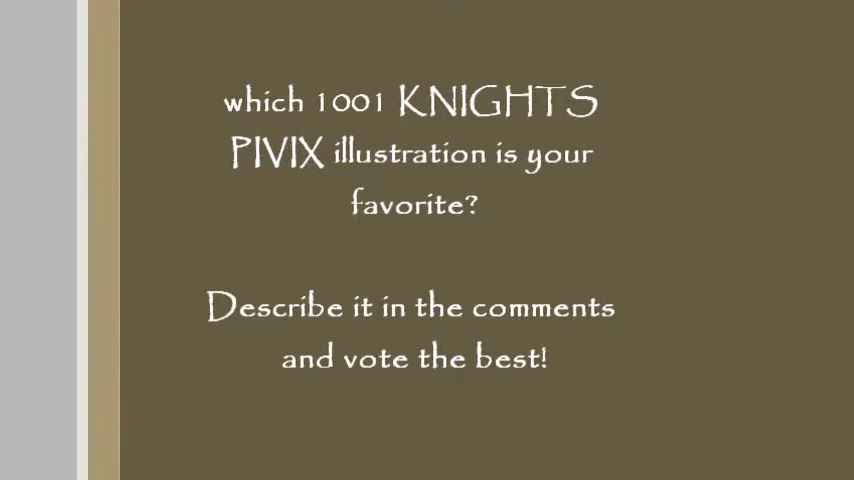 which 1001 KNIGHTS
PIVIX illustration is your
favorite?
Describe it in the comments
and vote the best!